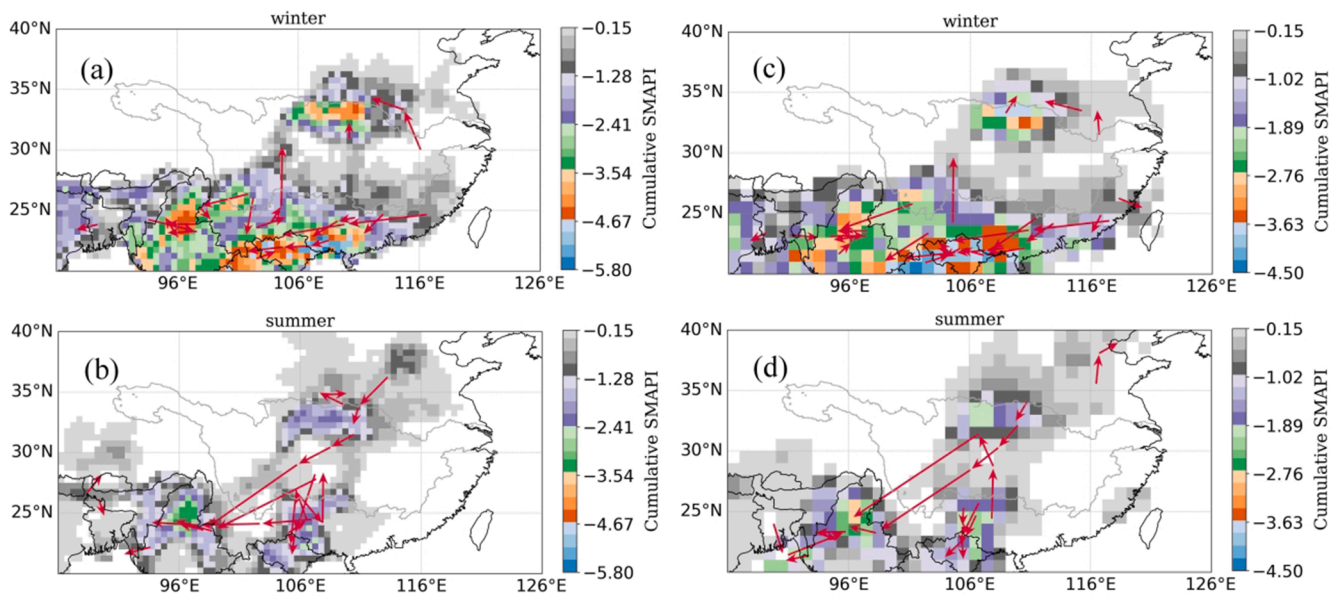 winter
(a)
40°N
35°N
30°N
25°N
96°E 106°E 116°E 126°E
−0.15
−1.28
−2.41
−3.54
−4.67
−5.80
Cumulative SMAPI
winter
(c)
40°N
35°N
30°N
25°N
96°E 106°E 116°E 126°E
−0.15
−1.02
−1.89
−2.76
−3.63
−4.50
Cumulative SMAPI
summer
(b)
40°N
35°N
30°N
25°N
96°E 106°E 116°E 126°E
−0.15
−1.28
−2.41
−3.54
−4.67
−5.80
Cumulative SMAPI
summer
(d)
40°N
35°N
30°N
25°N
96°E 106°E 116°E 126°E
−0.15
−1.02
−1.89
−2.76
−3.63
−4.50
Cumulative SMAPI